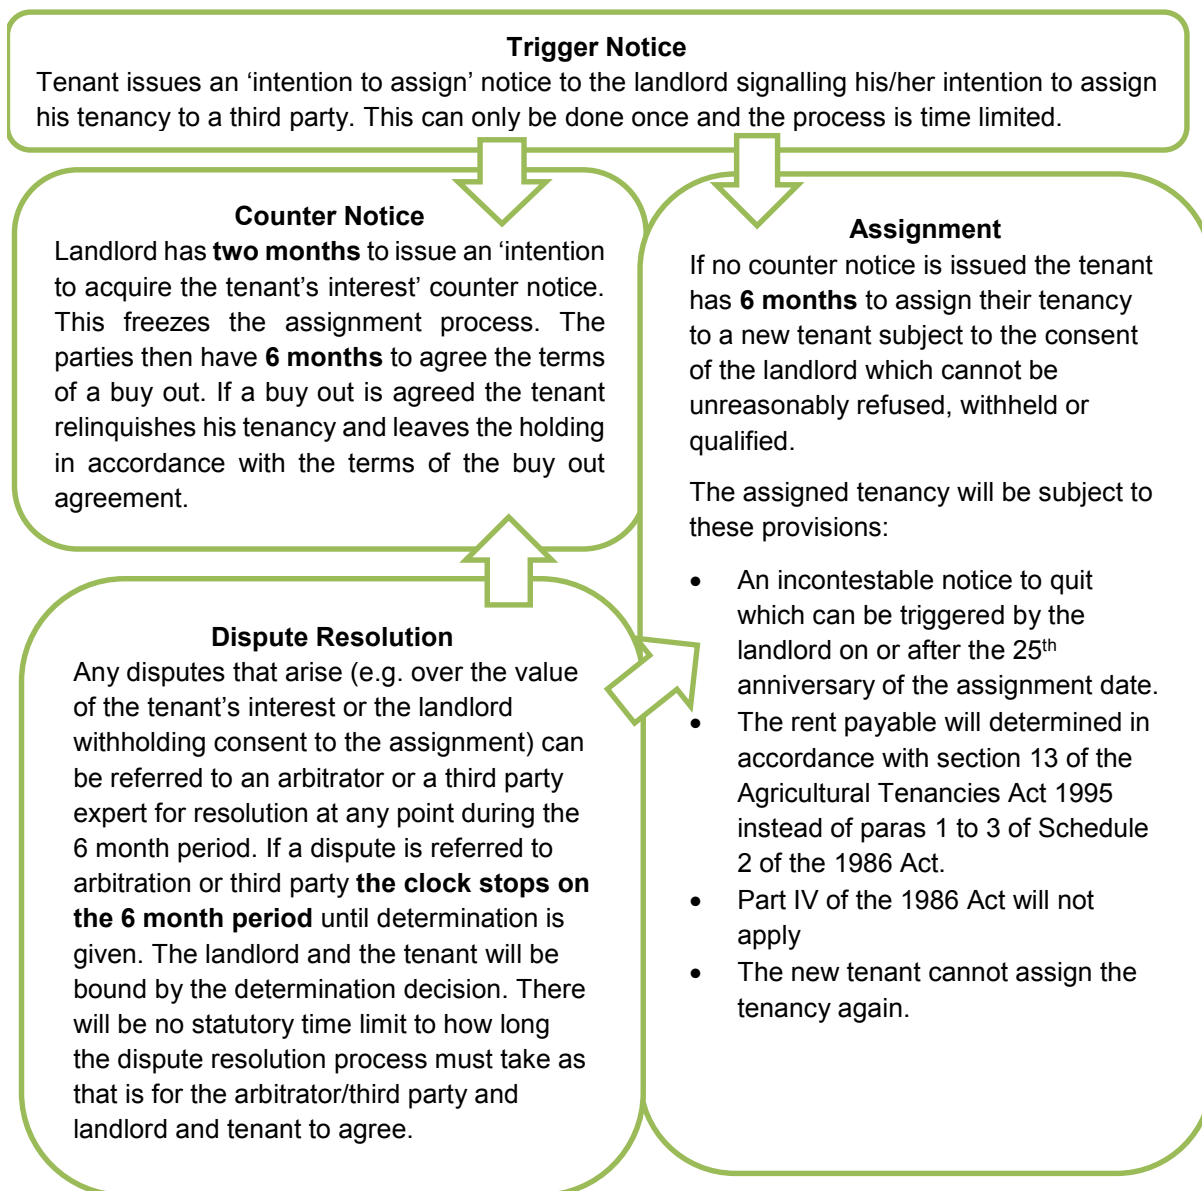 Trigger Notice
Tenant issues an ‘intention to assign’ notice to the landlord signalling his/her intention to assign
his tenancy to a third party. This can only be done once and the process is time limited.
Counter Notice
Landlord has two months to issue an ‘intention
to acquire the tenant’s interest’ counter notice.
This freezes the assignment process. The
parties then have 6 months to agree the terms
of a buy out. If a buy out is agreed the tenant
relinquishes his tenancy and leaves the holding
in accordance with the terms of the buy out
agreement.
Dispute Resolution
Any disputes that arise (e.g. over the value
of the tenant’s interest or the landlord
withholding consent to the assignment) can
be referred to an arbitrator or a third party
expert for resolution at any point during the
6 month period. If a dispute is referred to
arbitration or third party the clock stops on
the 6 month period until determination is
given. The landlord and the tenant will be
bound by the determination decision. There
will be no statutory time limit to how long
the dispute resolution process must take as
that is for the arbitrator/third party and
landlord and tenant to agree.
Assignment
If no counter notice is issued the tenant
has 6 months to assign their tenancy
to a new tenant subject to the consent
of the landlord which cannot be
unreasonably refused, withheld or
qualified.
The assigned tenancy will be subject to
these provisions:
• An incontestable notice to quit
which can be triggered by the
landlord on or after the 25th
anniversary of the assignment date.
• The rent payable will determined in
accordance with section 13 of the
Agricultural Tenancies Act 1995
instead of paras 1 to 3 of Schedule
2 of the 1986 Act.
• Part IV of the 1986 Act will not
apply
• The new tenant cannot assign the
tenancy again.